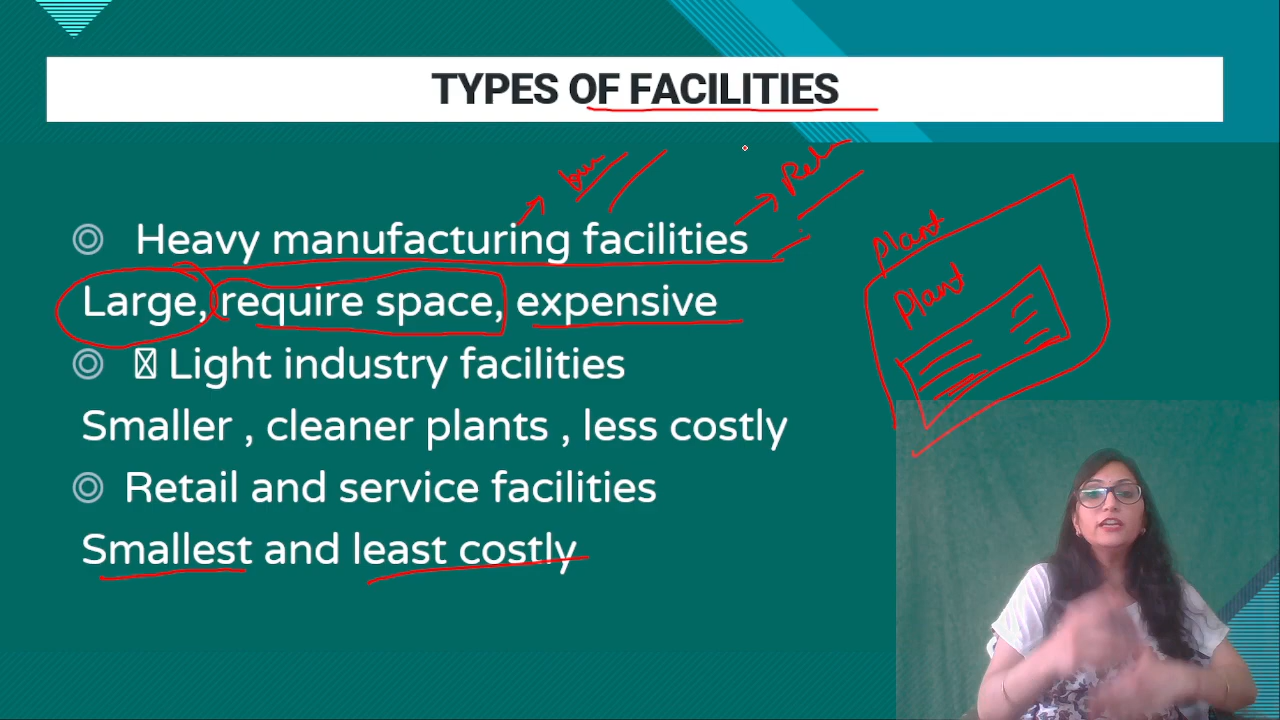 TYPES OF FACILITIES
◎ Heavy manufacturing facilities
Large, require space, expensive
◎ Light industry facilities
Smaller , cleaner plants , less costly
◎ Retail and service facilities
Smallest and least costly
Plant
Plant